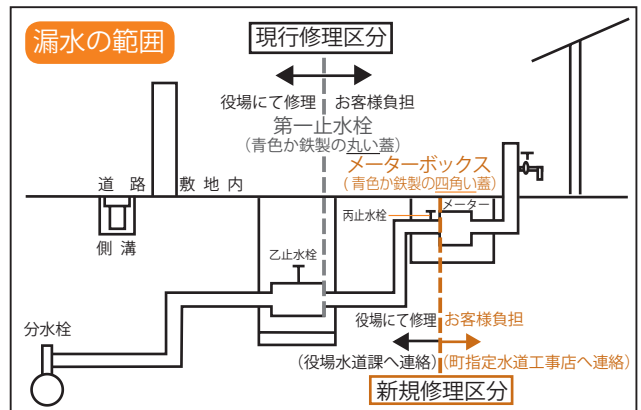 漏水の範囲
現行修理区分
役場にて修理 お客様負担
第一止水栓
(青色か鉄製の丸い蓋)
メーターボックス
(青色か鉄製の四角い蓋)
道路 敷地内
メーター
丙止水栓
側溝
乙止水栓
分水栓
役場にて修理 お客様負担
(役場水道課へ連絡) (町指定水道工事店へ連絡)
新規修理区分